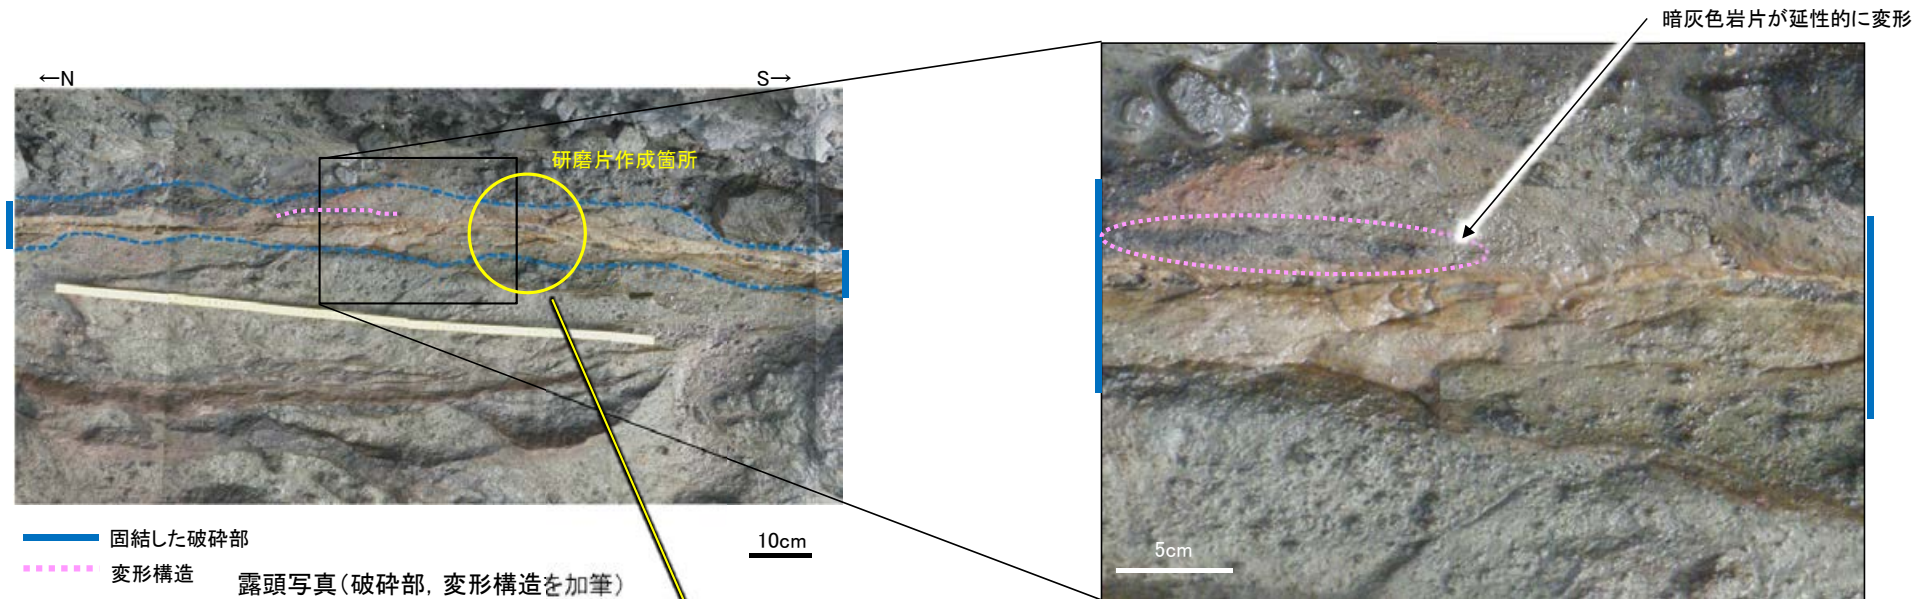 暗灰色岩片が延性的に変形
←N
S→
研磨片作成箇所
固結した破砕部
変形構造
10cm
露頭写真(破砕部, 変形構造を加筆)
5cm